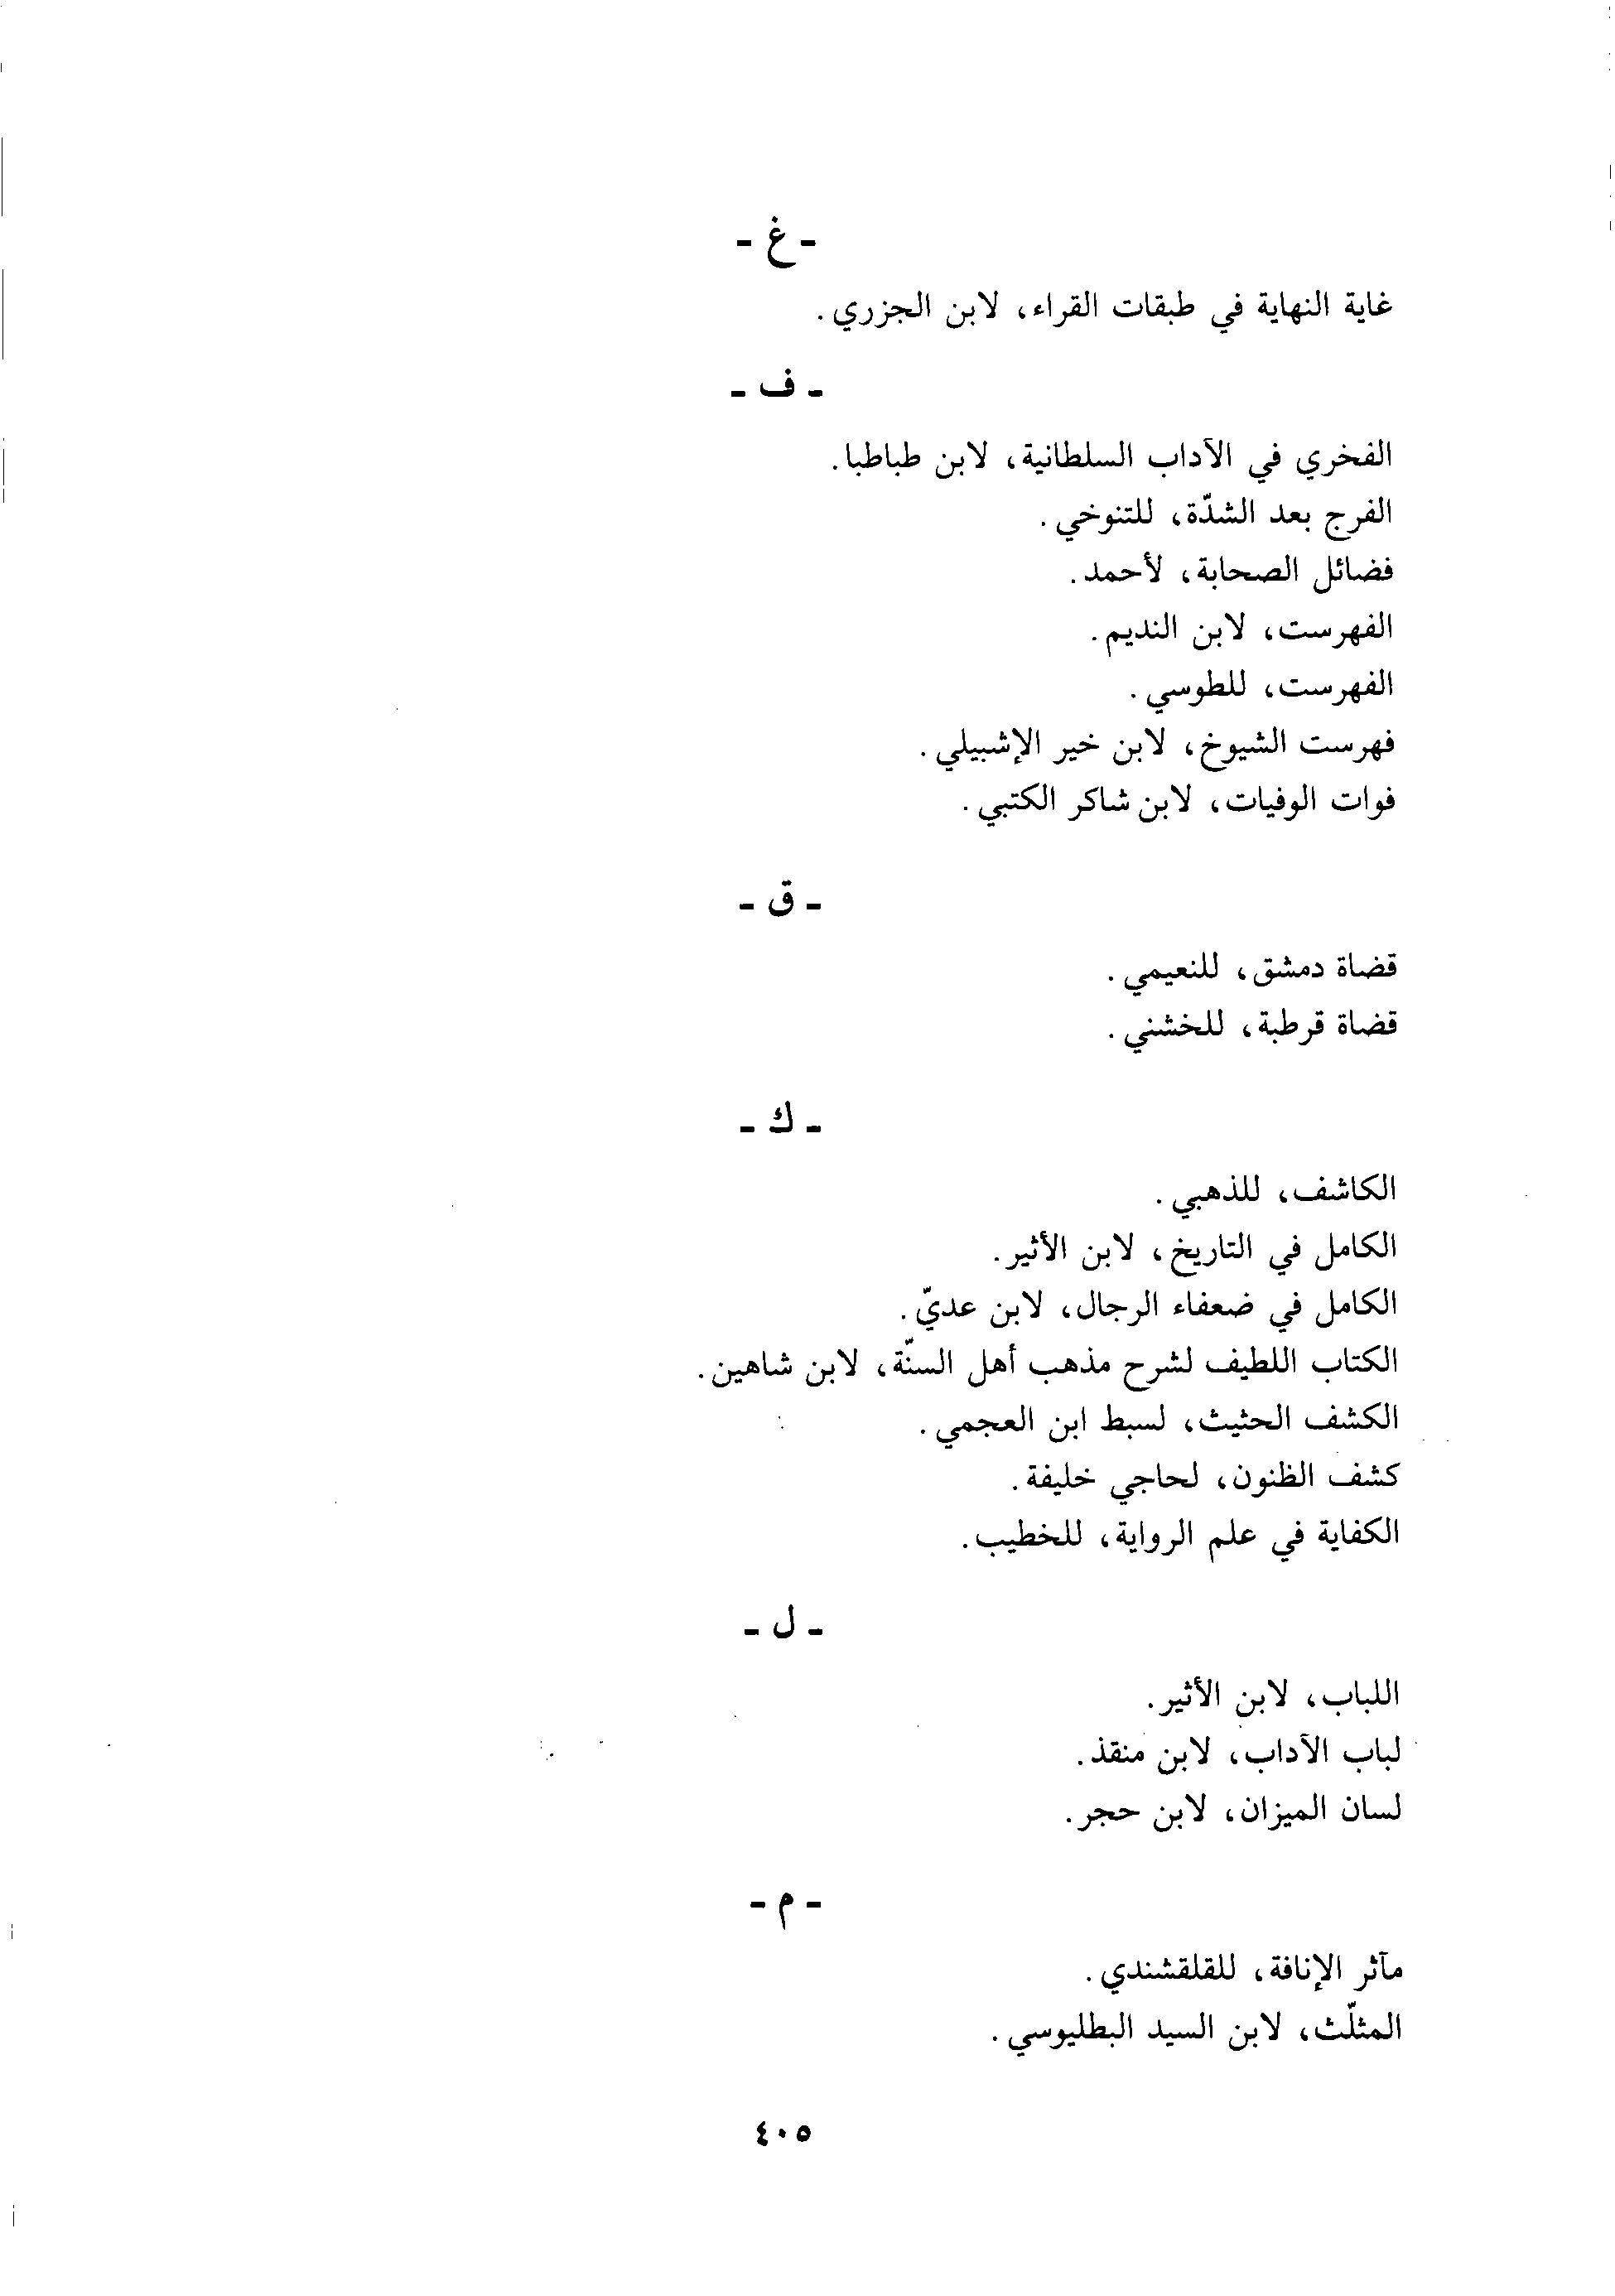 - غ -
غاية النهاية في طبقات القراء، لابن الجزري.
- ف -
الفخري في الآداب السلطانية، لابن طباطبا.
الفرج بعد الشدّة، للتنوخي.
فضائل الصحابة، لأحمد.
الفهرست، لابن النديم.
الفهرست، للطوسي.
فهرست الشيوخ، لابن خير الإشبيلي.
فوات الوفيات، لابن شاكر الكتبي.
- ق -
قضاة دمشق، للنعيمي.
قضاة قرطبة، للخشني.
- ك -
الكاشف، للذهبي.
الكامل في التاريخ، لابن الأثير.
الكامل في ضعفاء الرجال، لابن عديّ.
الكتاب اللطيف لشرح مذهب أهل السنّة، لابن شاهين.
الكشف الحثيث، لسبط ابن العجمي.
كشف الظنون، لحاجي خليفة.
الكفاية في علم الرواية، للخطيب.
- ل -
اللباب، لابن الأثير.
لباب الآداب، لابن منقذ.
لسان الميزان، لابن حجر.
- م -
مآثر الإنافة، للقلقشندي.
المثلّث، لابن السيد البطليوسي.
٤٠٥